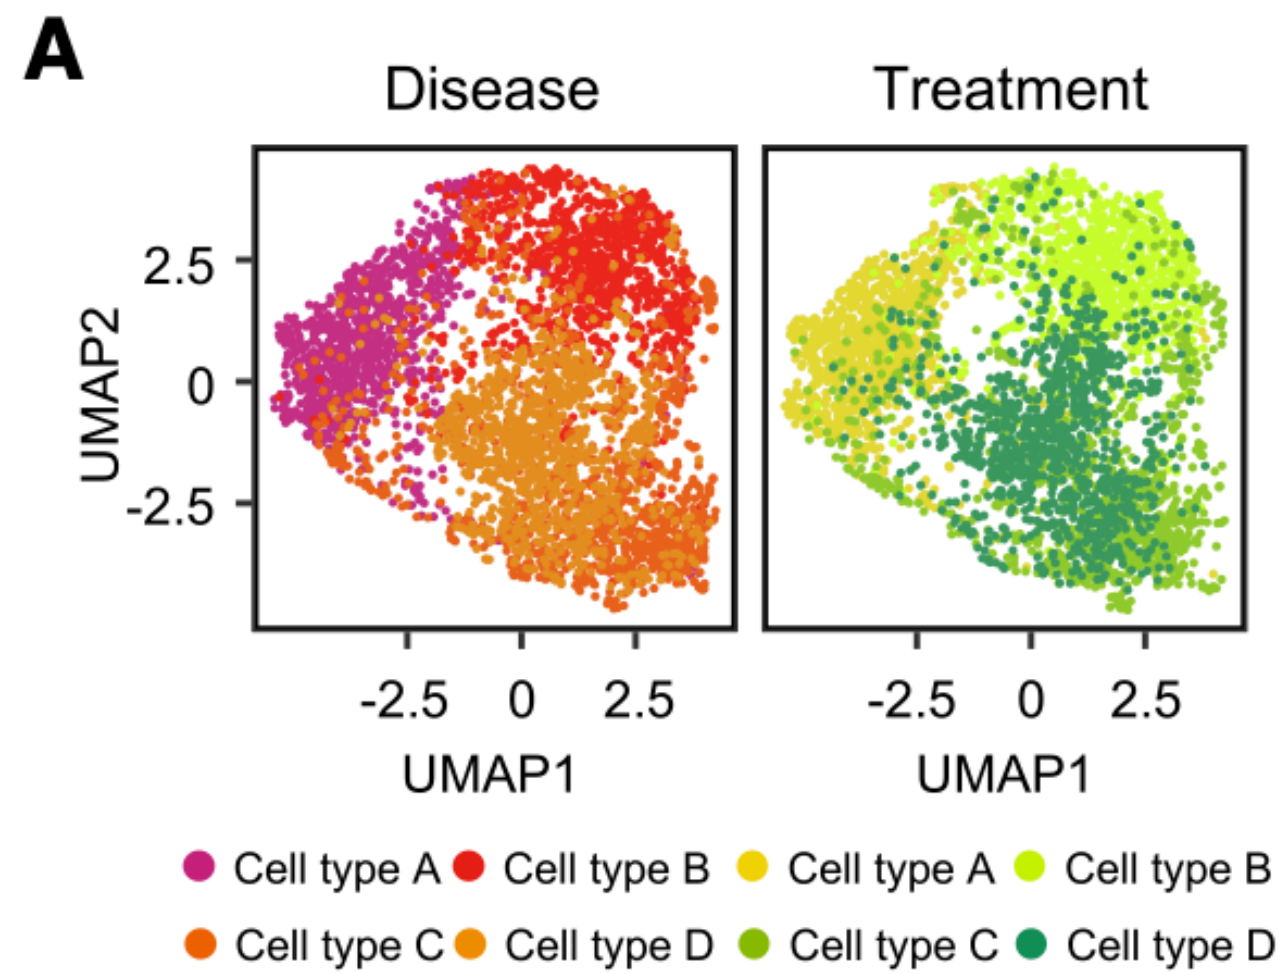 A
Disease Treatment
UMAP2
2.5
0
-2.5
-2.5 0 2.5 -2.5 0 2.5
UMAP1 UMAP1
Cell type A Cell type B Cell type A Cell type B
Cell type C Cell type D Cell type C Cell type D